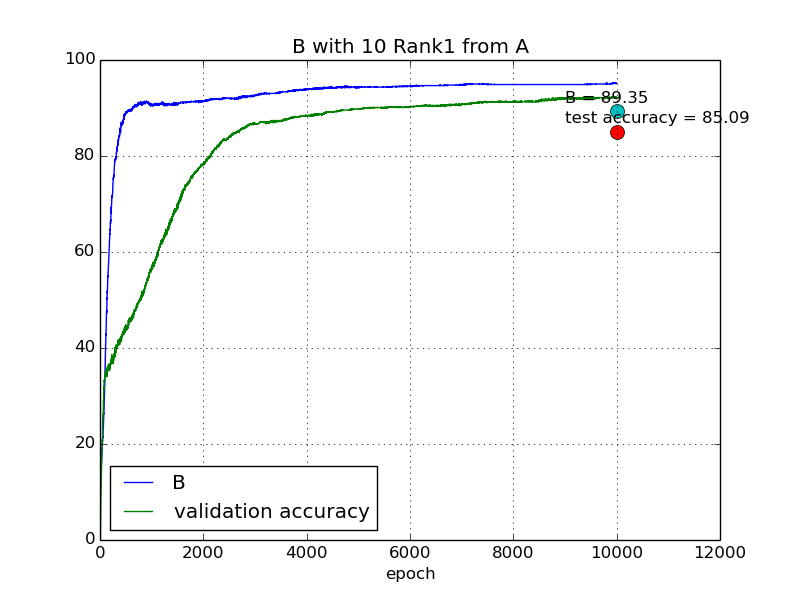 B with 10 Rank1 from A
100
80
60
40
20
0
B = 89.35
test accuracy = 85.09
B
validation accuracy
0 2000 4000 6000 8000 10000 12000
epoch